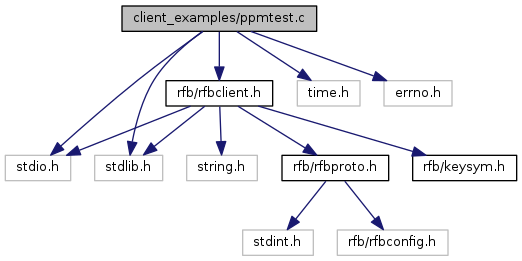 client_examples/ppmtest.c
rfb/rfbclient.h
time.h
errno.h
stdio.h
stdlib.h
string.h
rfb/rfbproto.h
rfb/keysym.h
stdint.h
rfb/rfbconfig.h